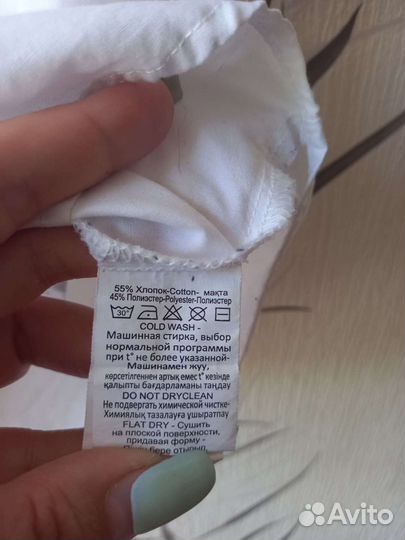 55% Хлопок-Cotton- мақта
45% Полиэстер-Polyester-Полиэстер
30°
COLD WASH -
Машинная стирка, выбор
нормальной программы
при t° не более указанной-
Машинамен жуу,
көрсетілгеннен артық емес t° кезінде
қалыпты бағдарламаны таңдау
DO NOT DRYCLEAN
Не подвергать химической чистке-
Химиялық тазалауға ұшыратпау
FLAT DRY - Сушить
на плоской поверхности,
придавая форму -
бере отырып,
Avito